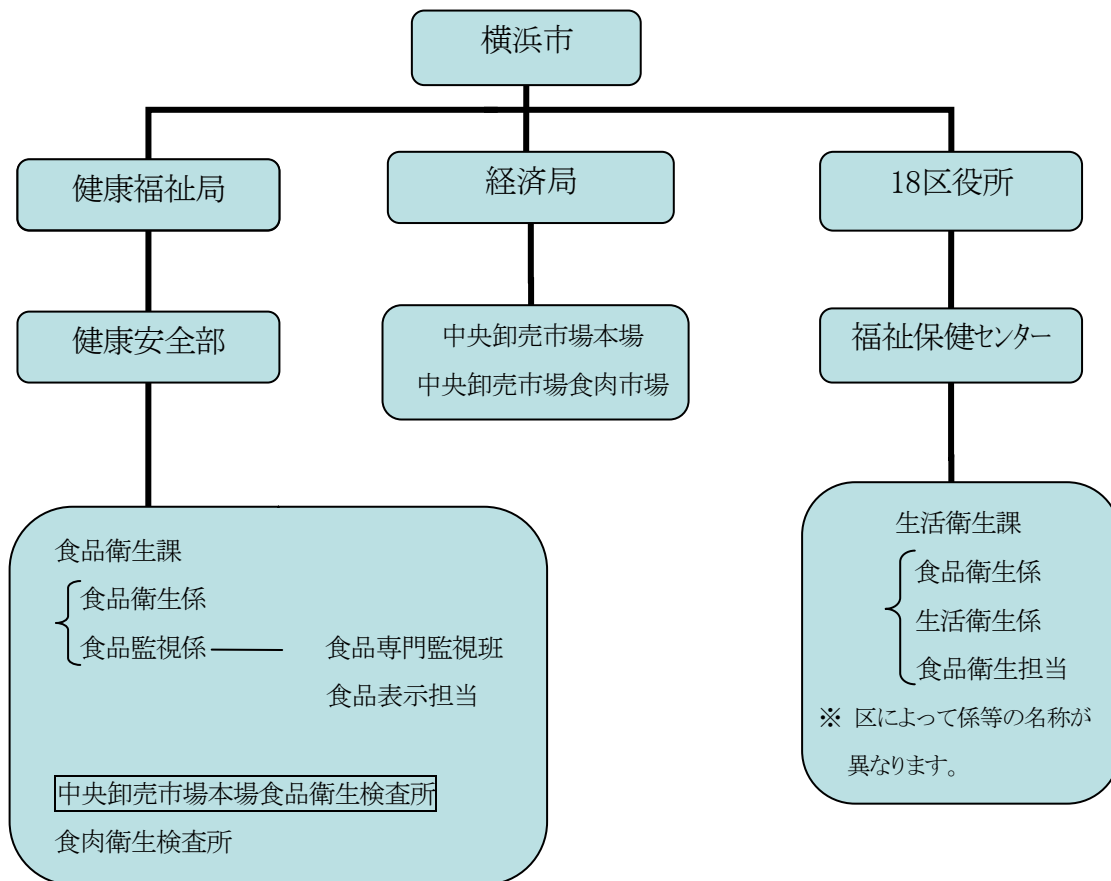 横浜市
健康福祉局
経済局
18区役所
健康安全部
中央卸売市場本場
中央卸売市場食肉市場
福祉保健センター
食品衛生課
食品衛生係
食品監視係
食品専門監視班
食品表示担当
中央卸売市場本場食品衛生検査所
食肉衛生検査所
生活衛生課
食品衛生係
生活衛生係
食品衛生担当
※ 区によって係等の名称が
異なります。